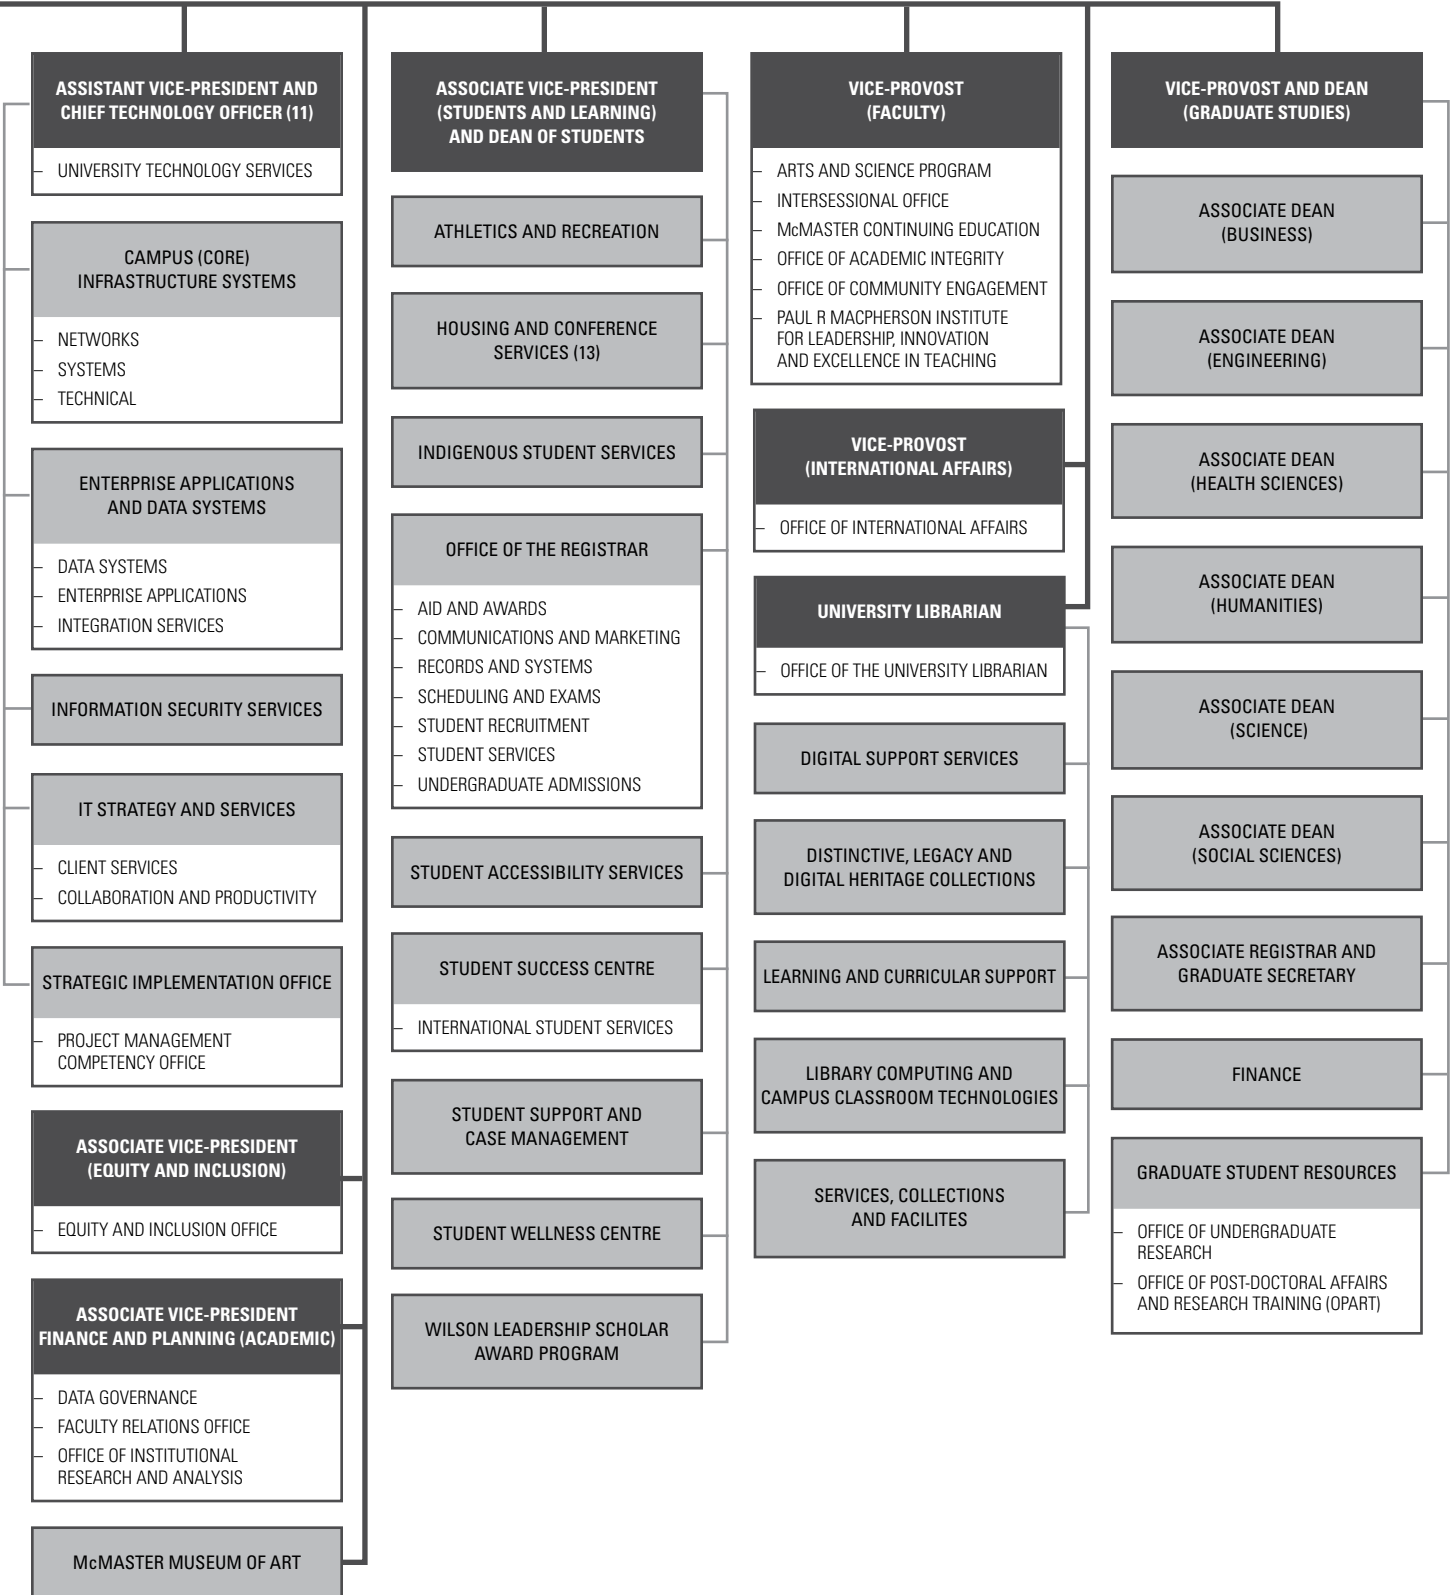 ASSISTANT VICE-PRESIDENT AND
CHIEF TECHNOLOGY OFFICER (11)
– UNIVERSITY TECHNOLOGY SERVICES
CAMPUS (CORE)
INFRASTRUCTURE SYSTEMS
– NETWORKS
– SYSTEMS
– TECHNICAL
ENTERPRISE APPLICATIONS
AND DATA SYSTEMS
– DATA SYSTEMS
– ENTERPRISE APPLICATIONS
– INTEGRATION SERVICES
INFORMATION SECURITY SERVICES
IT STRATEGY AND SERVICES
– CLIENT SERVICES
– COLLABORATION AND PRODUCTIVITY
STRATEGIC IMPLEMENTATION OFFICE
– PROJECT MANAGEMENT
COMPETENCY OFFICE
ASSOCIATE VICE-PRESIDENT
(EQUITY AND INCLUSION)
– EQUITY AND INCLUSION OFFICE
ASSOCIATE VICE-PRESIDENT
FINANCE AND PLANNING (ACADEMIC)
– DATA GOVERNANCE
– FACULTY RELATIONS OFFICE
– OFFICE OF INSTITUTIONAL
RESEARCH AND ANALYSIS
McMASTER MUSEUM OF ART
ASSOCIATE VICE-PRESIDENT
(STUDENTS AND LEARNING)
AND DEAN OF STUDENTS
ATHLETICS AND RECREATION
HOUSING AND CONFERENCE
SERVICES (13)
INDIGENOUS STUDENT SERVICES
OFFICE OF THE REGISTRAR
– AID AND AWARDS
– COMMUNICATIONS AND MARKETING
– RECORDS AND SYSTEMS
– SCHEDULING AND EXAMS
– STUDENT RECRUITMENT
– STUDENT SERVICES
– UNDERGRADUATE ADMISSIONS
STUDENT ACCESSIBILITY SERVICES
STUDENT SUCCESS CENTRE
– INTERNATIONAL STUDENT SERVICES
STUDENT SUPPORT AND
CASE MANAGEMENT
STUDENT WELLNESS CENTRE
WILSON LEADERSHIP SCHOLAR
AWARD PROGRAM
VICE-PROVOST
(FACULTY)
– ARTS AND SCIENCE PROGRAM
– INTERSESSIONAL OFFICE
– McMASTER CONTINUING EDUCATION
– OFFICE OF ACADEMIC INTEGRITY
– OFFICE OF COMMUNITY ENGAGEMENT
– PAUL R MACPHERSON INSTITUTE
FOR LEADERSHIP, INNOVATION
AND EXCELLENCE IN TEACHING
VICE-PROVOST
(INTERNATIONAL AFFAIRS)
– OFFICE OF INTERNATIONAL AFFAIRS
UNIVERSITY LIBRARIAN
– OFFICE OF THE UNIVERSITY LIBRARIAN
DIGITAL SUPPORT SERVICES
DISTINCTIVE, LEGACY AND
DIGITAL HERITAGE COLLECTIONS
LEARNING AND CURRICULAR SUPPORT
LIBRARY COMPUTING AND
CAMPUS CLASSROOM TECHNOLOGIES
SERVICES, COLLECTIONS
AND FACILITES
VICE-PROVOST AND DEAN
(GRADUATE STUDIES)
ASSOCIATE DEAN
(BUSINESS)
ASSOCIATE DEAN
(ENGINEERING)
ASSOCIATE DEAN
(HEALTH SCIENCES)
ASSOCIATE DEAN
(HUMANITIES)
ASSOCIATE DEAN
(SCIENCE)
ASSOCIATE DEAN
(SOCIAL SCIENCES)
ASSOCIATE REGISTRAR AND
GRADUATE SECRETARY
FINANCE
GRADUATE STUDENT RESOURCES
– OFFICE OF UNDERGRADUATE
RESEARCH
– OFFICE OF POST-DOCTORAL AFFAIRS
AND RESEARCH TRAINING (OPART)